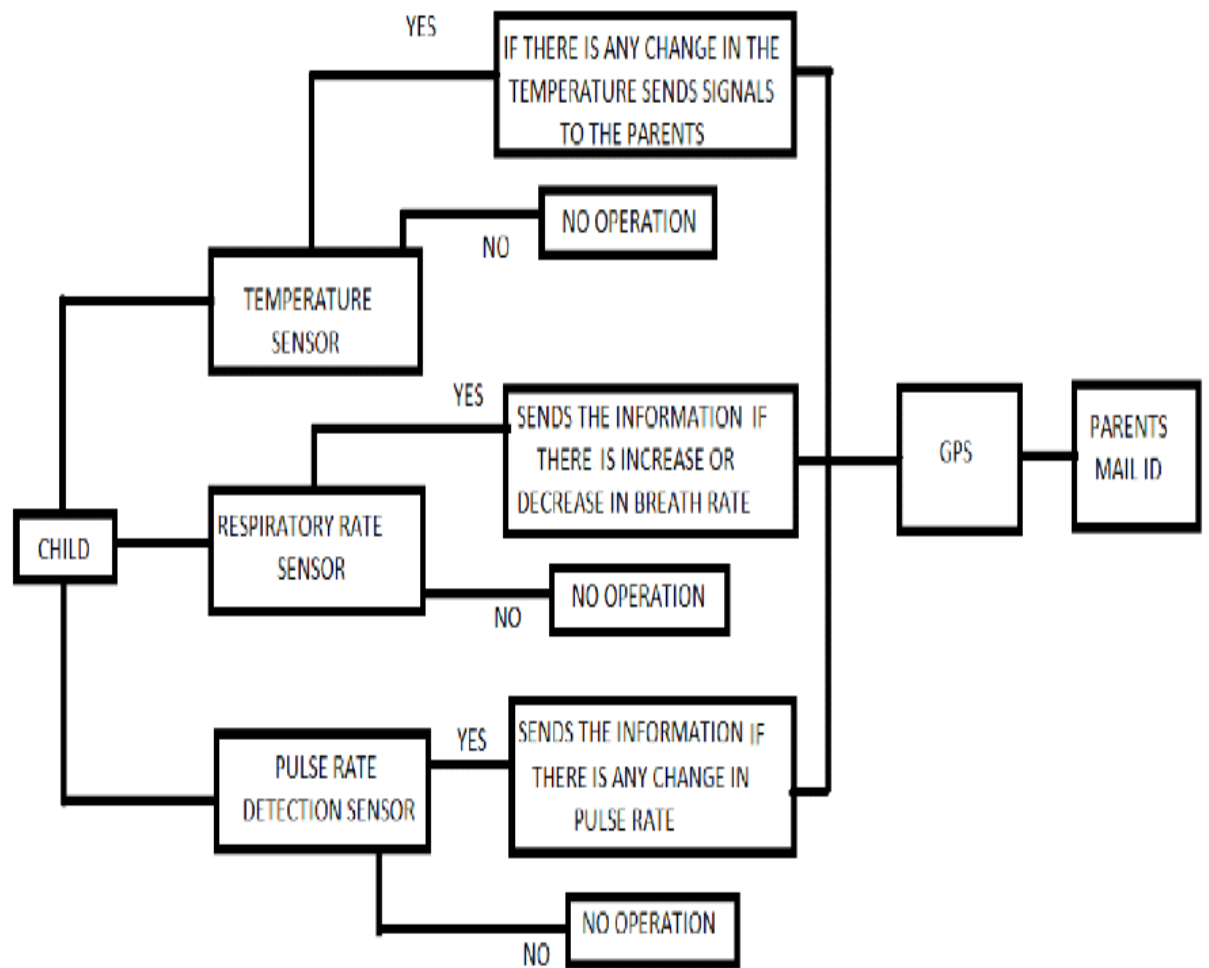 YES
IF THERE IS ANY CHANGE IN THE
TEMPERATURE SENDS SIGNALS
TO THE PARENTS
NO OPERATION
NO
TEMPERATURE
SENSOR
YES
SENDS THE INFORMATION IF
THERE IS INCREASE OR
DECREASE IN BREATH RATE
GPS
PARENTS
MAIL ID
RESPIRATORY RATE
SENSOR
CHILD
NO OPERATION
NO
YES
SENDS THE INFORMATION IF
THERE IS ANY CHANGE IN
PULSE RATE
PULSE RATE
DETECTION SENSOR
NO OPERATION
NO